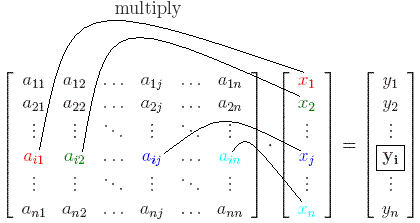 multiply
a11 a12 … a1j … a1n x1 y1
a21 a22 … a2j … a2n x2 y2
⋮ ⋮ ⋱ ⋮ ⋱ ⋮ ⋮ ⋮
ai1 ai2 … aij … ain · xj = yi
⋮ ⋮ ⋱ ⋮ ⋱ ⋮ ⋮ ⋮
an1 an2 … anj … ann xn yn